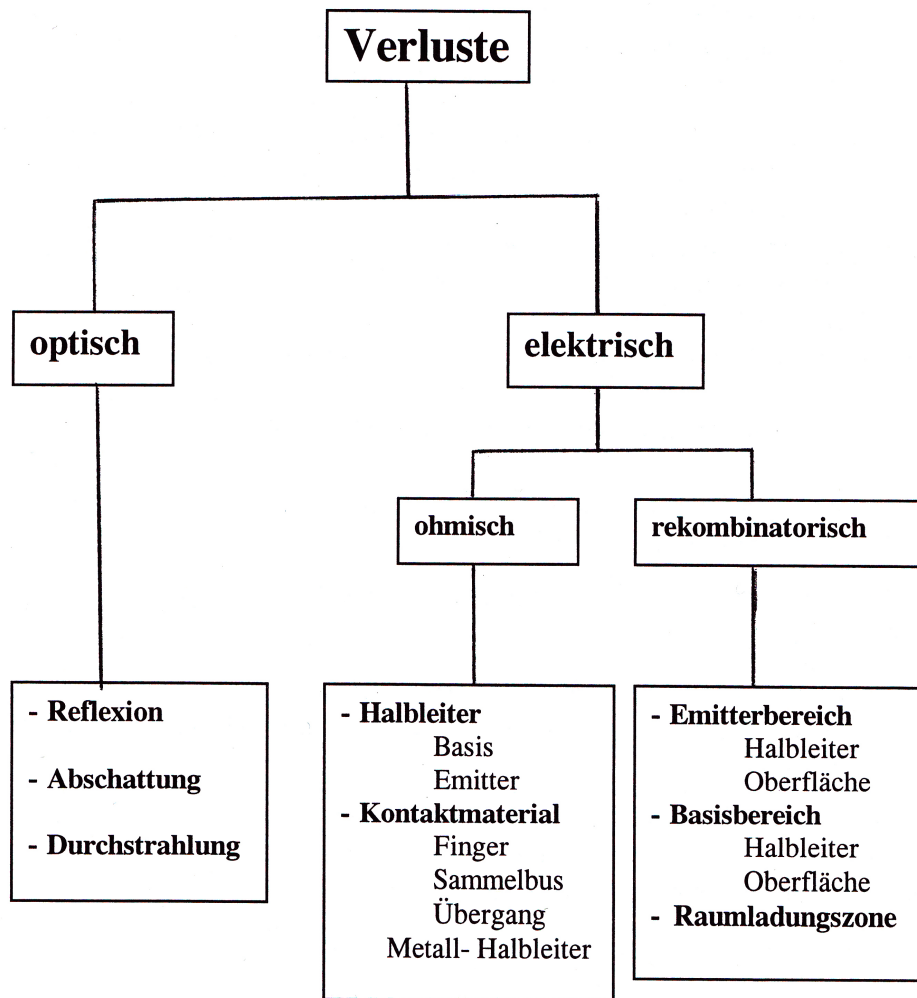 Verluste
optisch
elektrisch
ohmisch
rekombinatorisch
- Reflexion
- Abschattung
- Durchstrahlung
- Halbleiter
Basis
Emitter
- Kontaktmaterial
Finger
Sammelbus
Übergang
Metall- Halbleiter
- Emitterbereich
Halbleiter
Oberfläche
- Basisbereich
Halbleiter
Oberfläche
- Raumladungszone